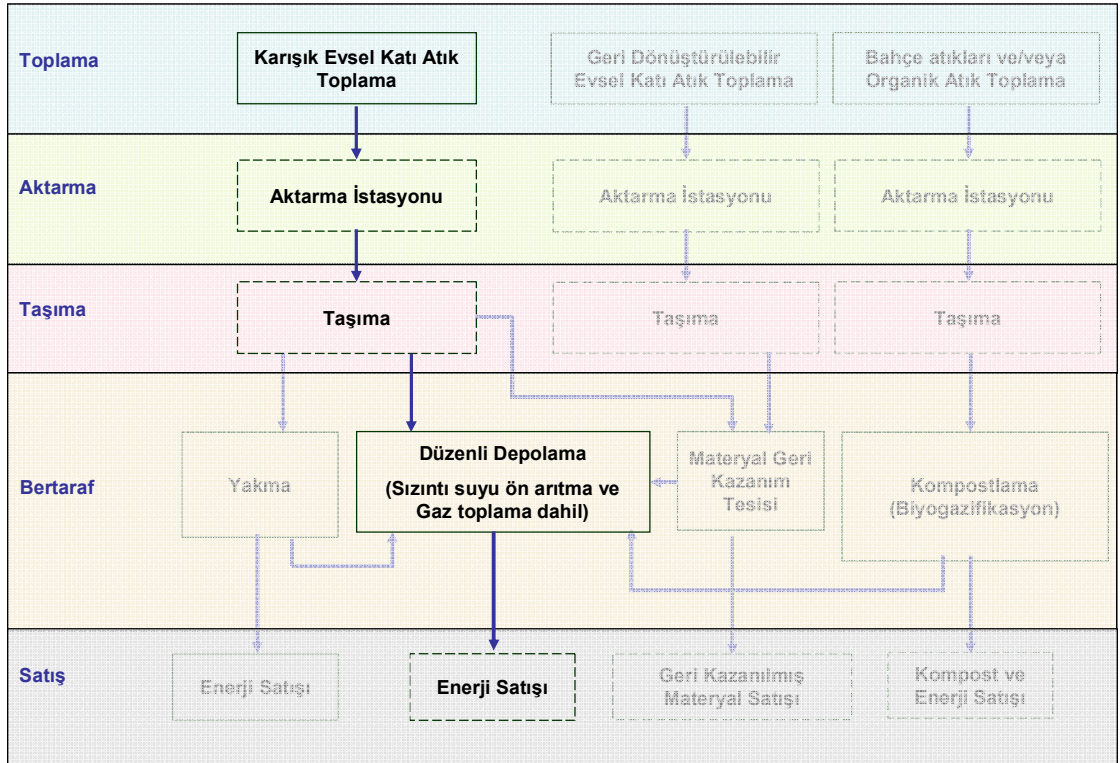 Toplama
Karışık Evsel Katı Atık
Toplama
Geri Dönüştürülebilir
Evsel Katı Atık Toplama
Bahçe atıkları ve/veya
Organik Atık Toplama
Aktarma
Aktarma İstasyonu
Aktarma İstasyonu
Aktarma İstasyonu
Taşıma
Taşıma
Taşıma
Taşıma
Bertaraf
Yakma
Düzenli Depolama
(Sızıntı suyu ön arıtma ve
Gaz toplama dahil)
Materyal Geri
Kazanım
Tesisi
Kompostlama
(Biyogazifikasyon)
Satış
Enerji Satışı
Enerji Satışı
Geri Kazanılmış
Materyal Satışı
Kompost ve
Enerji Satışı